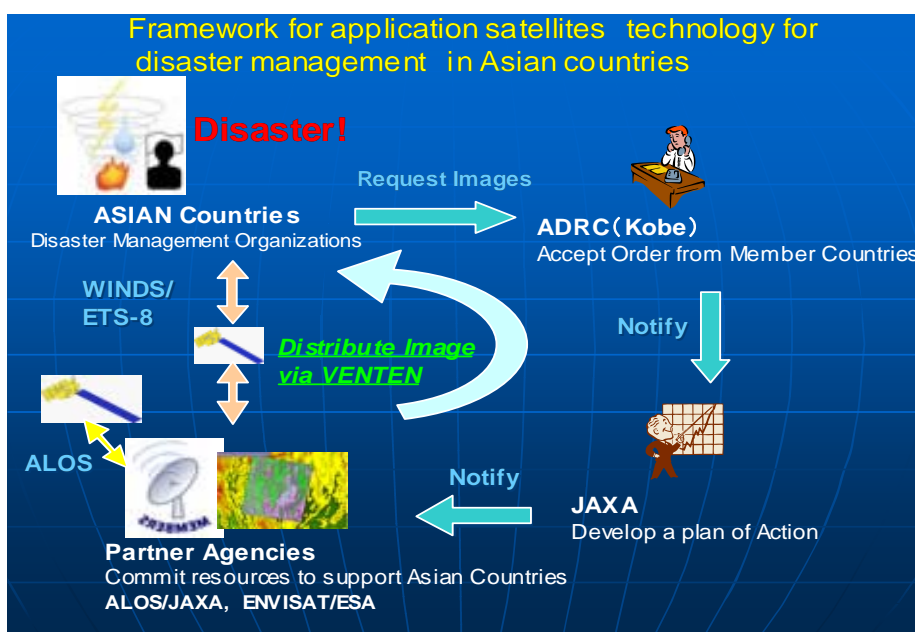 Framework for application satellites technology for
disaster management in Asian countries
Disaster!
Request Images
ASIAN Countries
Disaster Management Organizations
ADRC(Kobe)
Accept Order from Member Countries
WINDS/
ETS-8
Notify
Distribute Image
via VENTEN
ALOS
MEMBERS
Notify
JAXA
Develop a plan of Action
Partner Agencies
Commit resources to support Asian Countries
ALOS/JAXA, ENVISAT/ESA